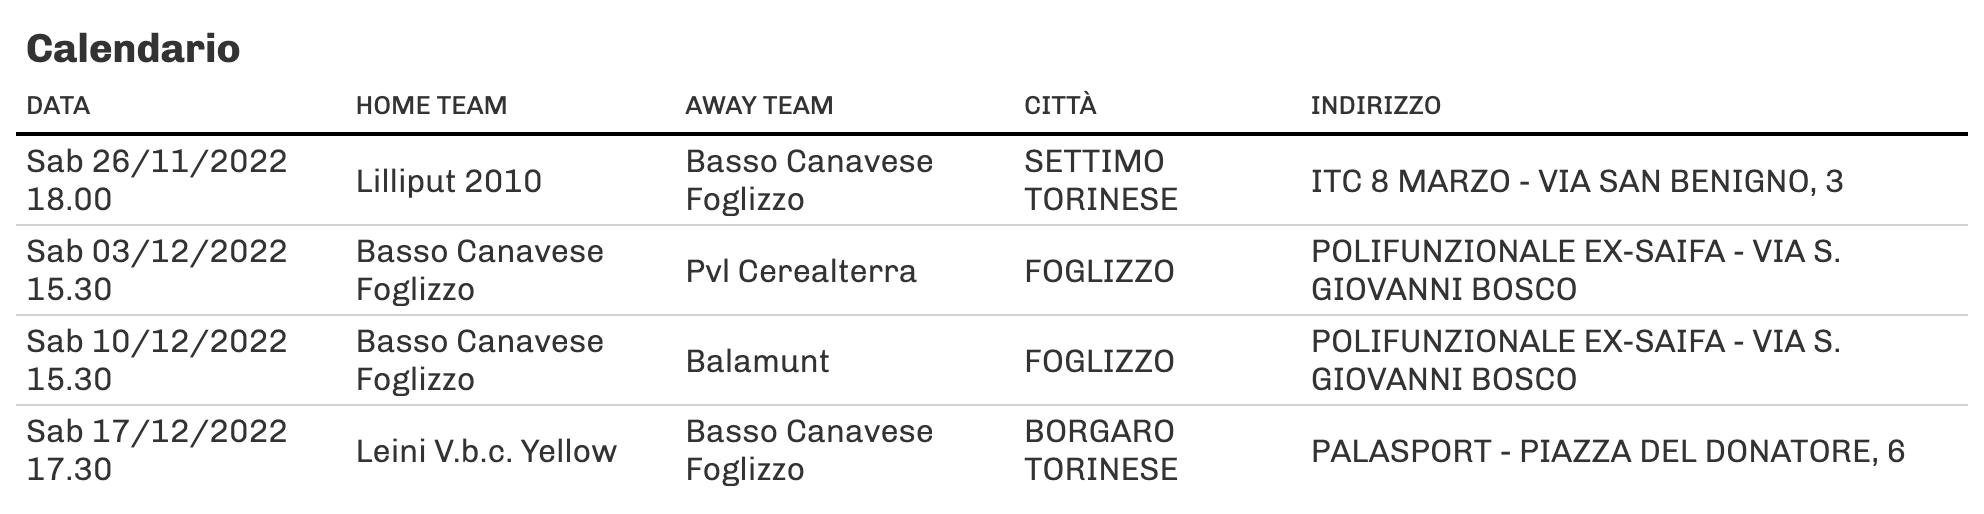 Calendario
DATA HOME TEAM AWAY TEAM CITTÀ INDIRIZZO
Sab 26/11/2022 18.00 Lilliput 2010 Basso Canavese Foglizzo SETTIMO TORINESE ITC 8 MARZO - VIA SAN BENIGNO, 3
Sab 03/12/2022 15.30 Basso Canavese Foglizzo Pvl Cerealterra FOGLIZZO POLIFUNZIONALE EX-SAIFA - VIA S. GIOVANNI BOSCO
Sab 10/12/2022 15.30 Basso Canavese Foglizzo Balamunt FOGLIZZO POLIFUNZIONALE EX-SAIFA - VIA S. GIOVANNI BOSCO
Sab 17/12/2022 17.30 Leini V.b.c. Yellow Basso Canavese Foglizzo BORGARO TORINESE PALASPORT - PIAZZA DEL DONATORE, 6